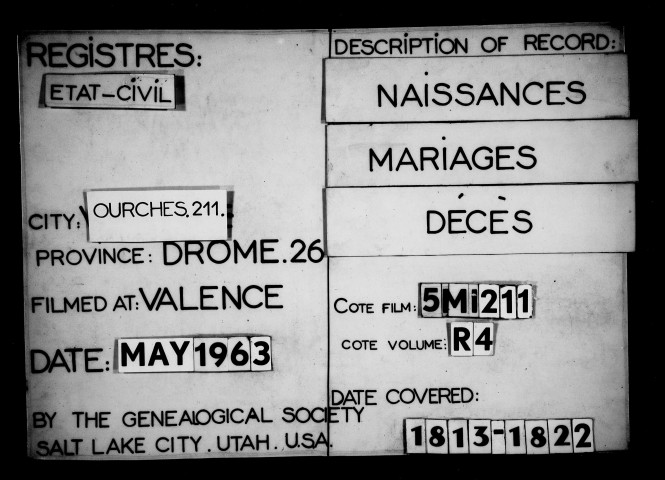 REGISTRES:
ETAT-CIVIL
CITY: OURCHES. 211.
PROVINCE: DROME. 26
FILMED AT: VALENCE
DATE: MAY 1963
BY THE GENEALOGICAL SOCIETY
SALT LAKE CITY. UTAH. U.S.A.
DESCRIPTION OF RECORD:
NAISSANCES
MARIAGES
DÉCÈS
COTE FILM: 5Mi211
COTE VOLUME: R4
DATE COVERED:
1813-1822